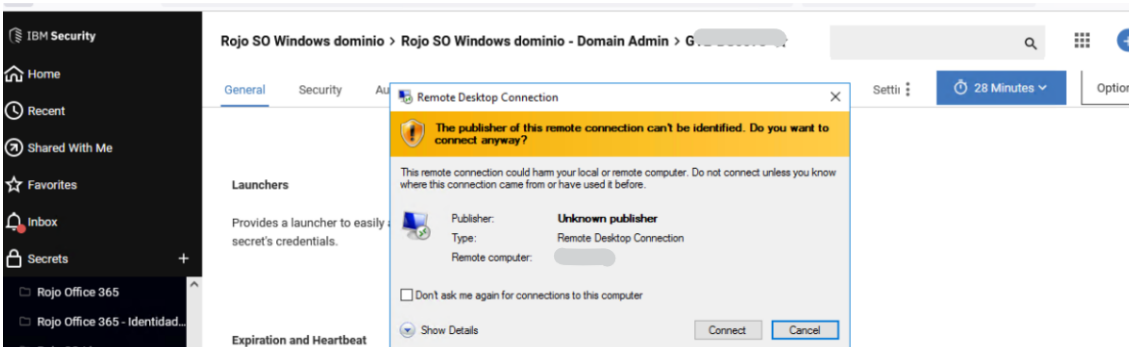 IBM Security
Home
Recent
Shared With Me
Favorites
Inbox
Secrets +
Rojo Office 365
Rojo Office 365 - Identidad...
Rojo SO Windows dominio > Rojo SO Windows dominio - Domain Admin >
General Security
28 Minutes
Launchers
Provides a launcher to easily
secret's credentials.
Expiration and Heartbeat
Remote Desktop Connection
The publisher of this remote connection can't be identified. Do you want to
connect anyway?
This remote connection could harm your local or remote computer. Do not connect unless you know
where this connection came from or have used it before.
Publisher: Unknown publisher
Type: Remote Desktop Connection
Remote computer:
Don't ask me again for connections to this computer
Show Details
Connect Cancel